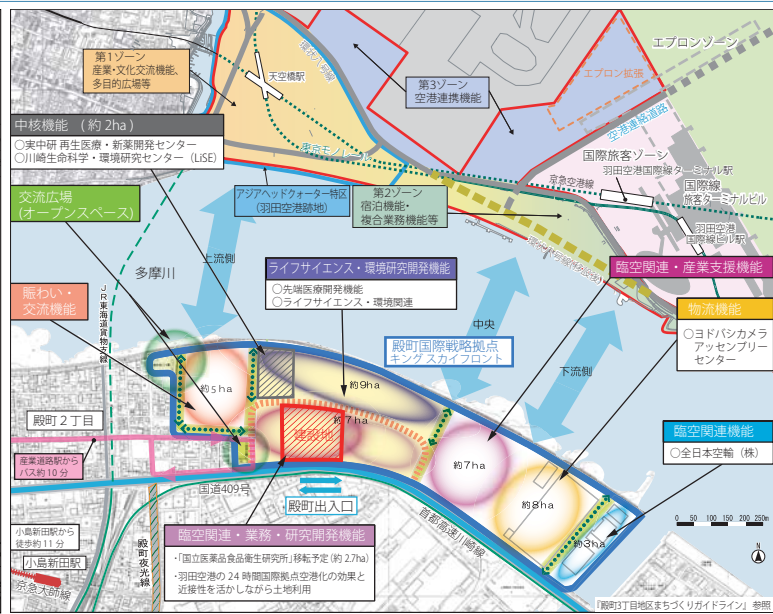 エプロンゾーン
第1ゾーン
産業・文化交流機能、
多目的広場等
天空橋駅
環状八号線
第3ゾーン
空港連携機能
エプロン拡張
空港連絡道路
中核機能 （約2ha）
○実中研 再生医療・新薬開発センター
○川崎生命科学・環境研究センター（LiSE）
東京モノレール
国際旅客ゾーン
羽田空港国際線ターミナル駅
京急空港線
国際線
旅客ターミナルビル
羽田空港
国際線ビル駅
交流広場
(オープンスペース)
アジアヘッドクォーター特区
（羽田空港跡地）
第2ゾーン
宿泊機能・
複合業務機能等
多摩川
上流側
ライフサイエンス・環境研究開発機能
○先端医療開発機能
○ライフサイエンス・環境関連
臨空関連・産業支援機能
賑わい・
交流機能
JR東海道貨物支線
中央
物流機能
○ヨドバシカメラ
アッセンブリー
センター
殿町国際戦略拠点
キング スカイフロント
下流側
約5ha
約9ha
約7ha
建設地
殿町２丁目
臨空関連機能
○全日本空輸（株）
産業道路駅から
バス約10分
約7ha
約8ha
約3ha
国道409号
殿町出入口
首都高速川崎線
0 50 100 150 200 250m
N
小島新田駅から
徒歩約11分
小島新田駅
京急大師線
殿町夜光線
臨空関連・業務・研究開発機能
・「国立医薬品食品衛生研究所」移転予定 (約 2.7ha)
・羽田空港の 24 時間国際拠点空港化の効果と
近接性を活かしながら土地利用
『殿町3丁目地区まちづくりガイドライン』 参照